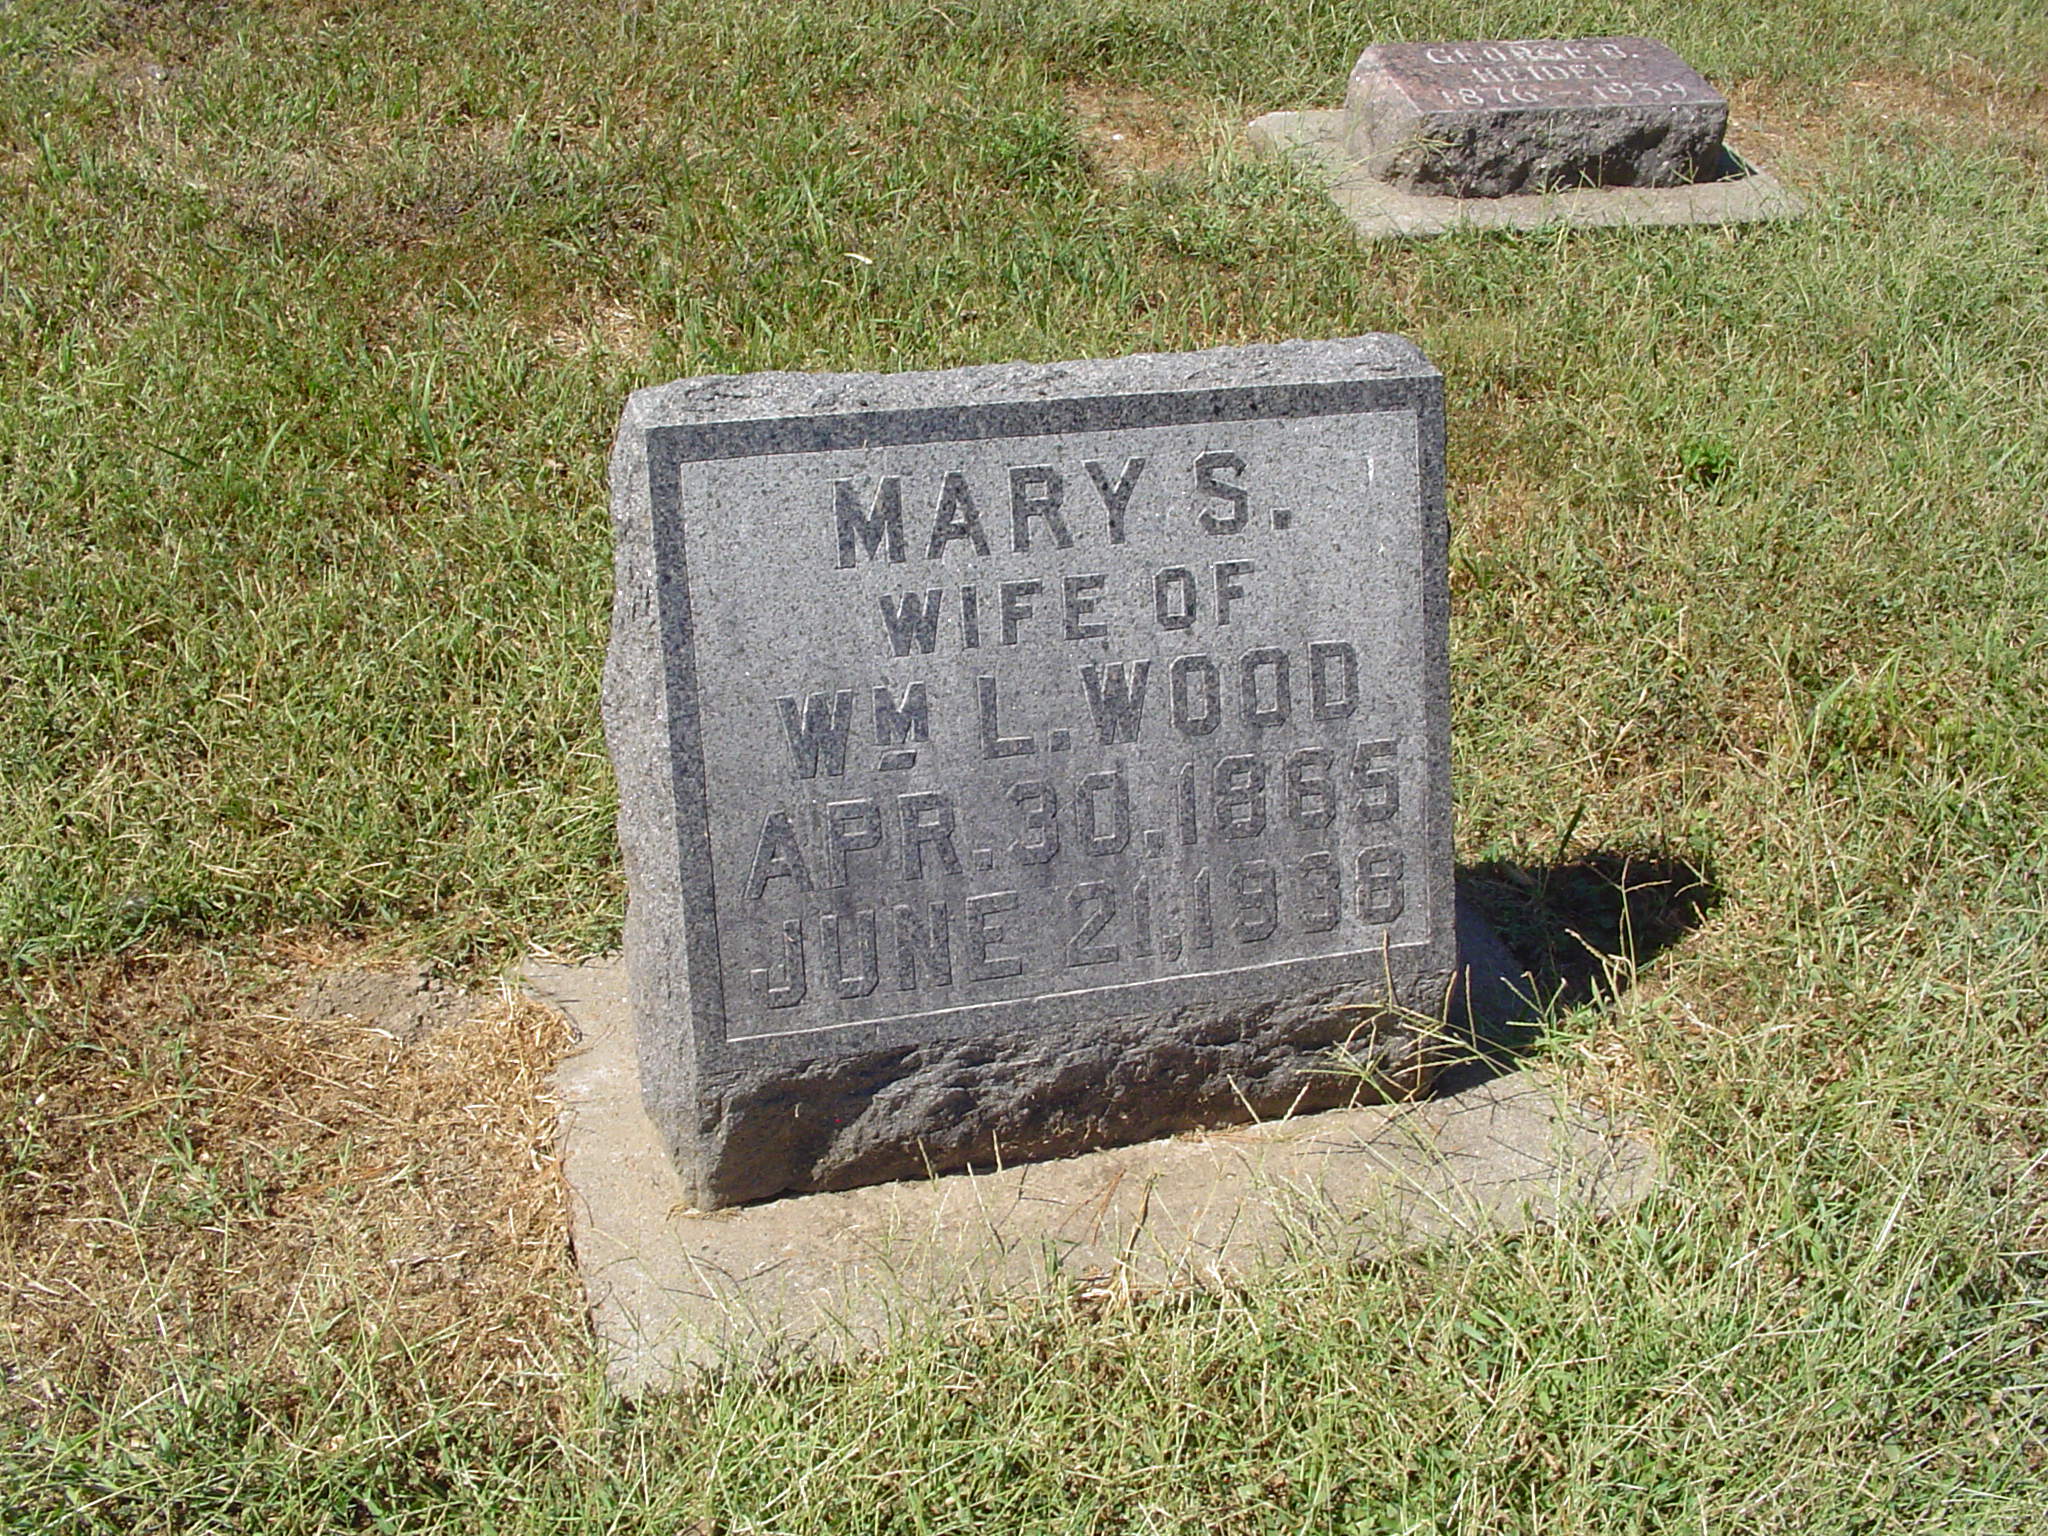 GEORGE B.
HEIDEL
1876 1959
MARY S.
WIFE OF
WM L. WOOD
APR. 30, 1865
JUNE 21, 1938